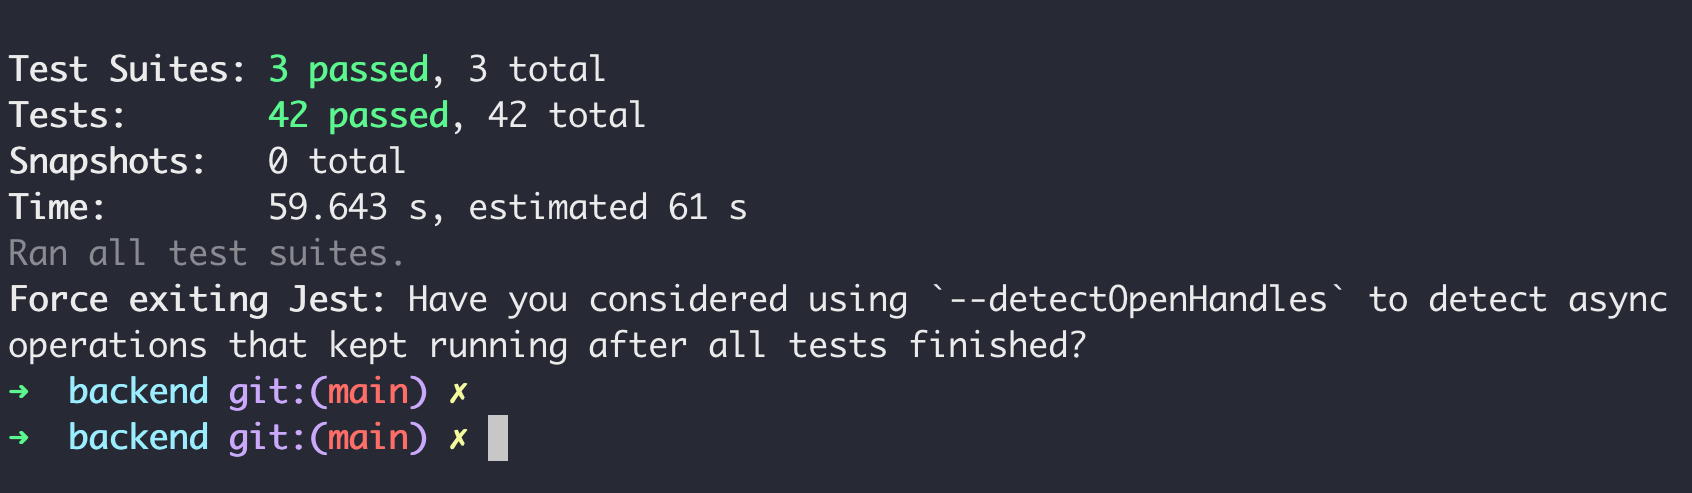 Test Suites: 3 passed, 3 total
Tests:       42 passed, 42 total
Snapshots:   0 total
Time:        59.643 s, estimated 61 s
Ran all test suites.
Force exiting Jest: Have you considered using `--detectOpenHandles` to detect async
operations that kept running after all tests finished?
➜  backend git:(main) ✗
➜  backend git:(main) ✗